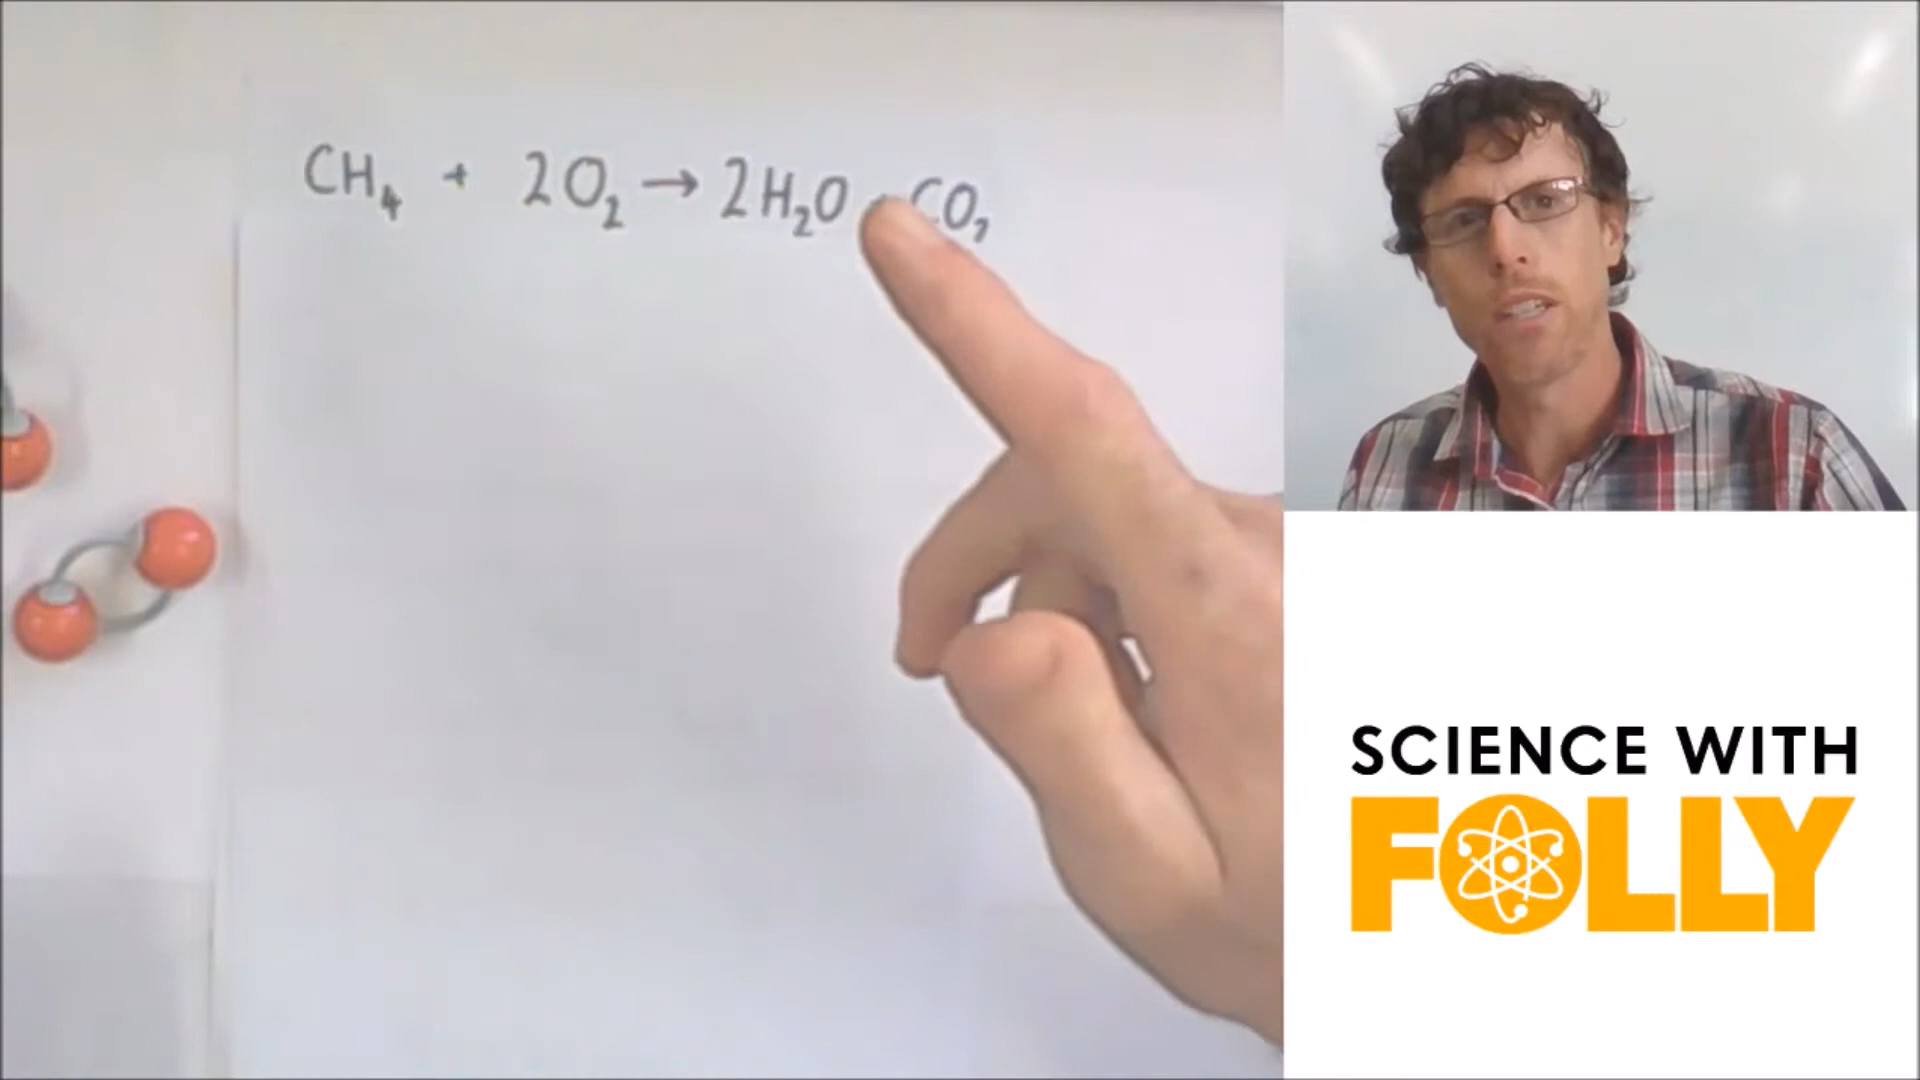 CH₄ + 2O₂ → 2H₂O + CO₂
SCIENCE WITH
FOLLY